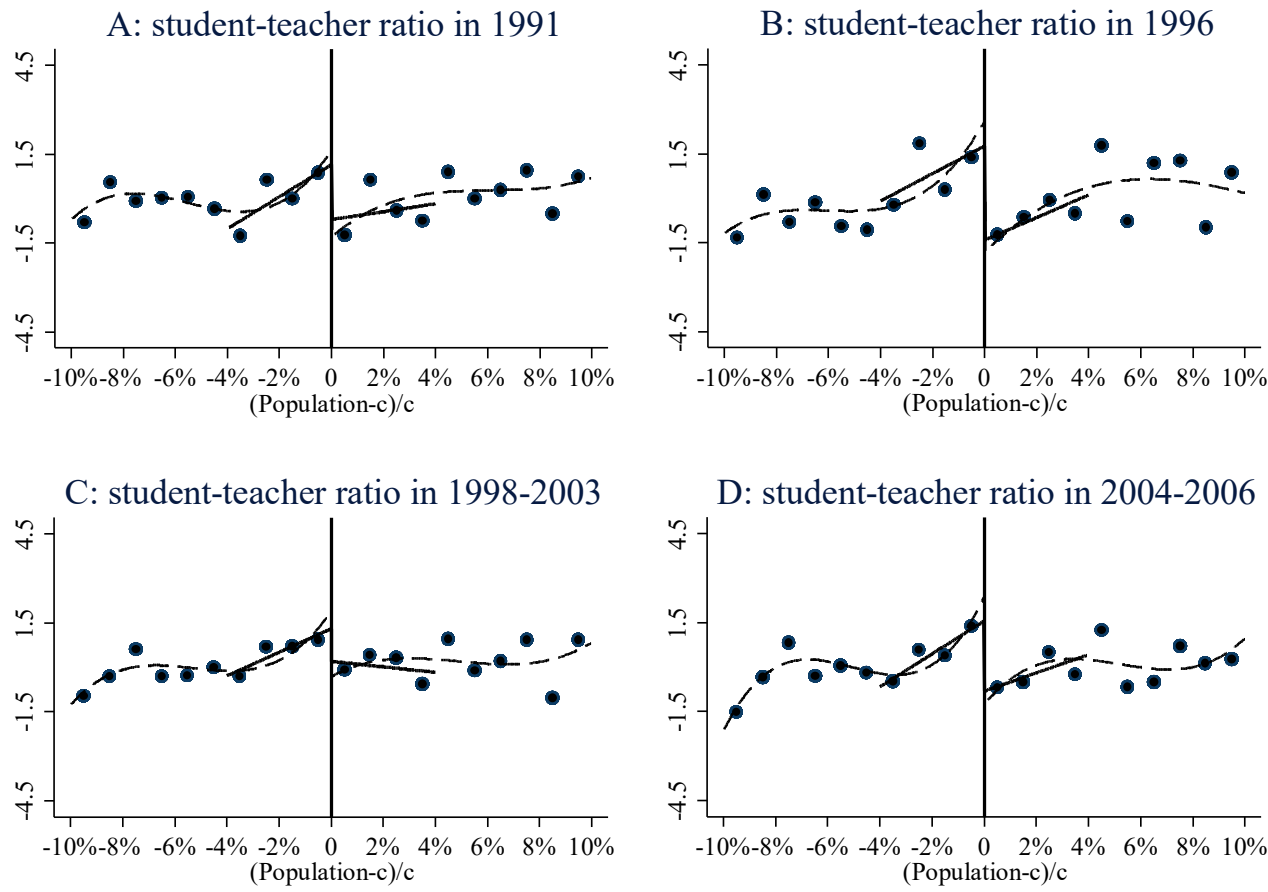 A: student-teacher ratio in 1991
4.5
1.5
-1.5
-4.5
-10%-8% -6% -4% -2% 0 2% 4% 6% 8% 10%
(Population-c)/c
B: student-teacher ratio in 1996
4.5
1.5
-1.5
-4.5
-10%-8% -6% -4% -2% 0 2% 4% 6% 8% 10%
(Population-c)/c
C: student-teacher ratio in 1998-2003
4.5
1.5
-1.5
-4.5
-10%-8% -6% -4% -2% 0 2% 4% 6% 8% 10%
(Population-c)/c
D: student-teacher ratio in 2004-2006
4.5
1.5
-1.5
-4.5
-10%-8% -6% -4% -2% 0 2% 4% 6% 8% 10%
(Population-c)/c